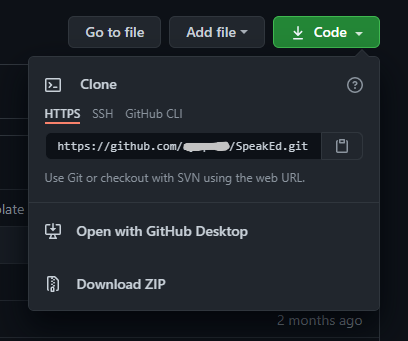 Go to file Add file Code
Clone
HTTPS SSH GitHub CLI
https://github.com/ /SpeakEd.git
Use Git or checkout with SVN using the web URL.
plate
Open with GitHub Desktop
Download ZIP
2 months ago